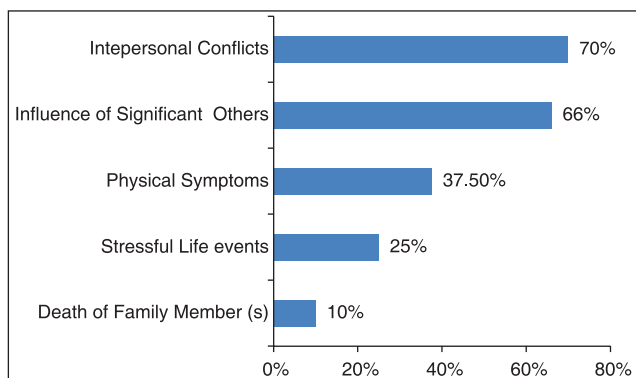 Intepersonal Conflicts 70%
Influence of Significant Others 66%
Physical Symptoms 37.50%
Stressful Life events 25%
Death of Family Member (s) 10%
0% 20% 40% 60% 80%